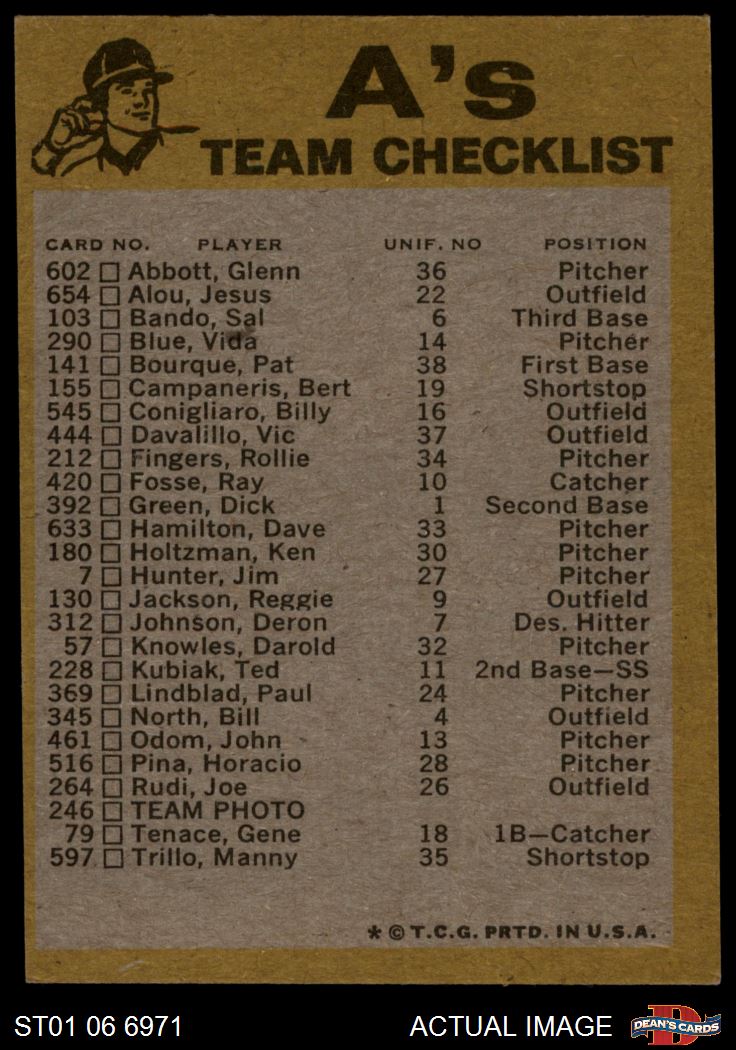 A's
TEAM CHECKLIST
CARD NO. PLAYER UNIF. NO POSITION
602 □ Abbott, Glenn 36 Pitcher
654 □ Alou, Jesus 22 Outfield
103 □ Bando, Sal 6 Third Base
290 □ Blue, Vida 14 Pitcher
141 □ Bourque, Pat 38 First Base
155 □ Campaneris, Bert 19 Shortstop
545 □ Conigliaro, Billy 16 Outfield
444 □ Davalillo, Vic 37 Outfield
212 □ Fingers, Rollie 34 Pitcher
420 □ Fosse, Ray 10 Catcher
392 □ Green, Dick 1 Second Base
633 □ Hamilton, Dave 33 Pitcher
180 □ Holtzman, Ken 30 Pitcher
7 □ Hunter, Jim 27 Pitcher
130 □ Jackson, Reggie 9 Outfield
312 □ Johnson, Deron 7 Des. Hitter
57 □ Knowles, Darold 32 Pitcher
228 □ Kubiak, Ted 11 2nd Base—SS
369 □ Lindblad, Paul 24 Pitcher
345 □ North, Bill 4 Outfield
461 □ Odom, John 13 Pitcher
516 □ Pina, Horacio 28 Pitcher
264 □ Rudi, Joe 26 Outfield
246 □ TEAM PHOTO
79 □ Tenace, Gene 18 1B—Catcher
597 □ Trillo, Manny 35 Shortstop
* © T.C.G. PRTD. IN U.S.A.
ST01 06 6971 ACTUAL IMAGE DEAN'S CARDS